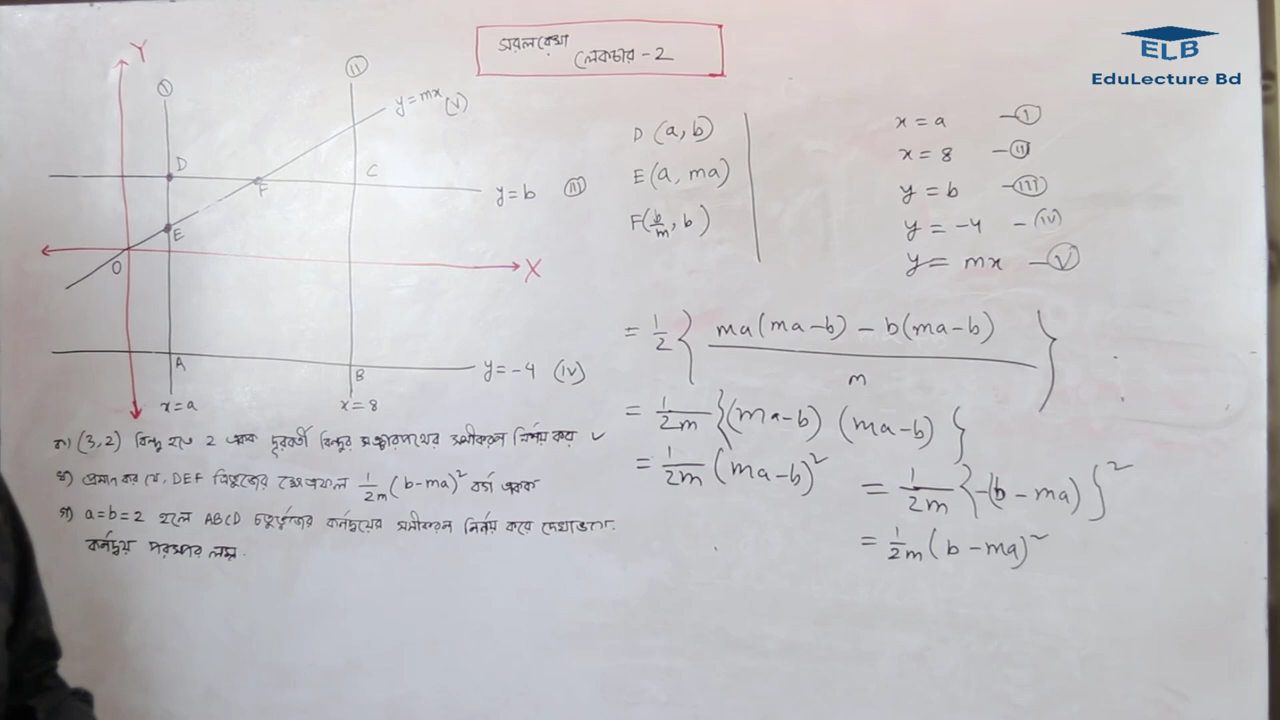 সরলরেখা
লেকচার - 2
ELB
EduLecture Bd
Y
(I)
(II)
y = mx (V)
D
F
C
y = b (III)
E
O
X
A
B
y = -4 (iv)
x = a
x = 8
D (a, b)
E (a, ma)
F(b/m, b)
x = a —(I)
x = 8 —(II)
y = b —(III)
y = -4 —(iv)
y = mx —(V)
= 1/2 { (ma(ma-b) - b(ma-b)) / m }
= 1/2m {(ma-b) (ma-b)}
= 1/2m (ma-b)²
= 1/2m {-(b-ma)}²
= 1/2m (b-ma)²
ক) (3,2) বিন্দু হতে 2 একক দূরবর্তী বিন্দুর সঞ্চারপথের সমীকরণ নির্ণয় কর
খ) প্রমাণ কর যে, DEF ত্রিভুজের ক্ষেত্রফল 1/2m (b-ma)² বর্গ একক
গ) a=b=2 হলে ABCD চতুর্ভুজের কর্ণদ্বয়ের সমীকরণ নির্ণয় করে দেখাও যে,
কর্ণদ্বয় পরস্পর লম্ব.